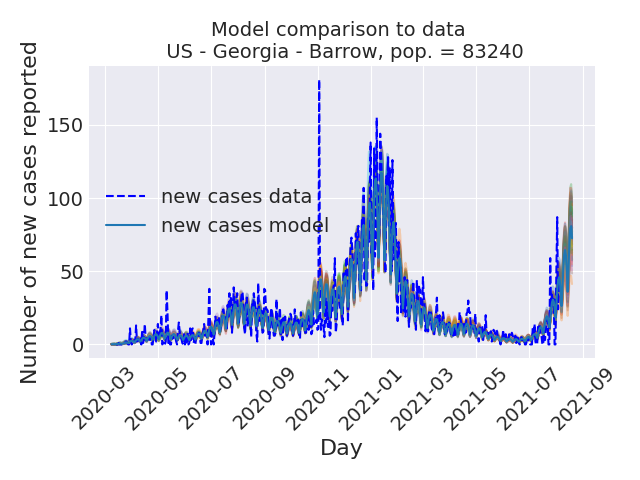 Model comparison to data
US - Georgia - Barrow, pop. = 83240
Number of new cases reported
150
100
50
0
new cases data
new cases model
2020-03
2020-05
2020-07
2020-09
2020-11
2021-01
2021-03
2021-05
2021-07
2021-09
Day